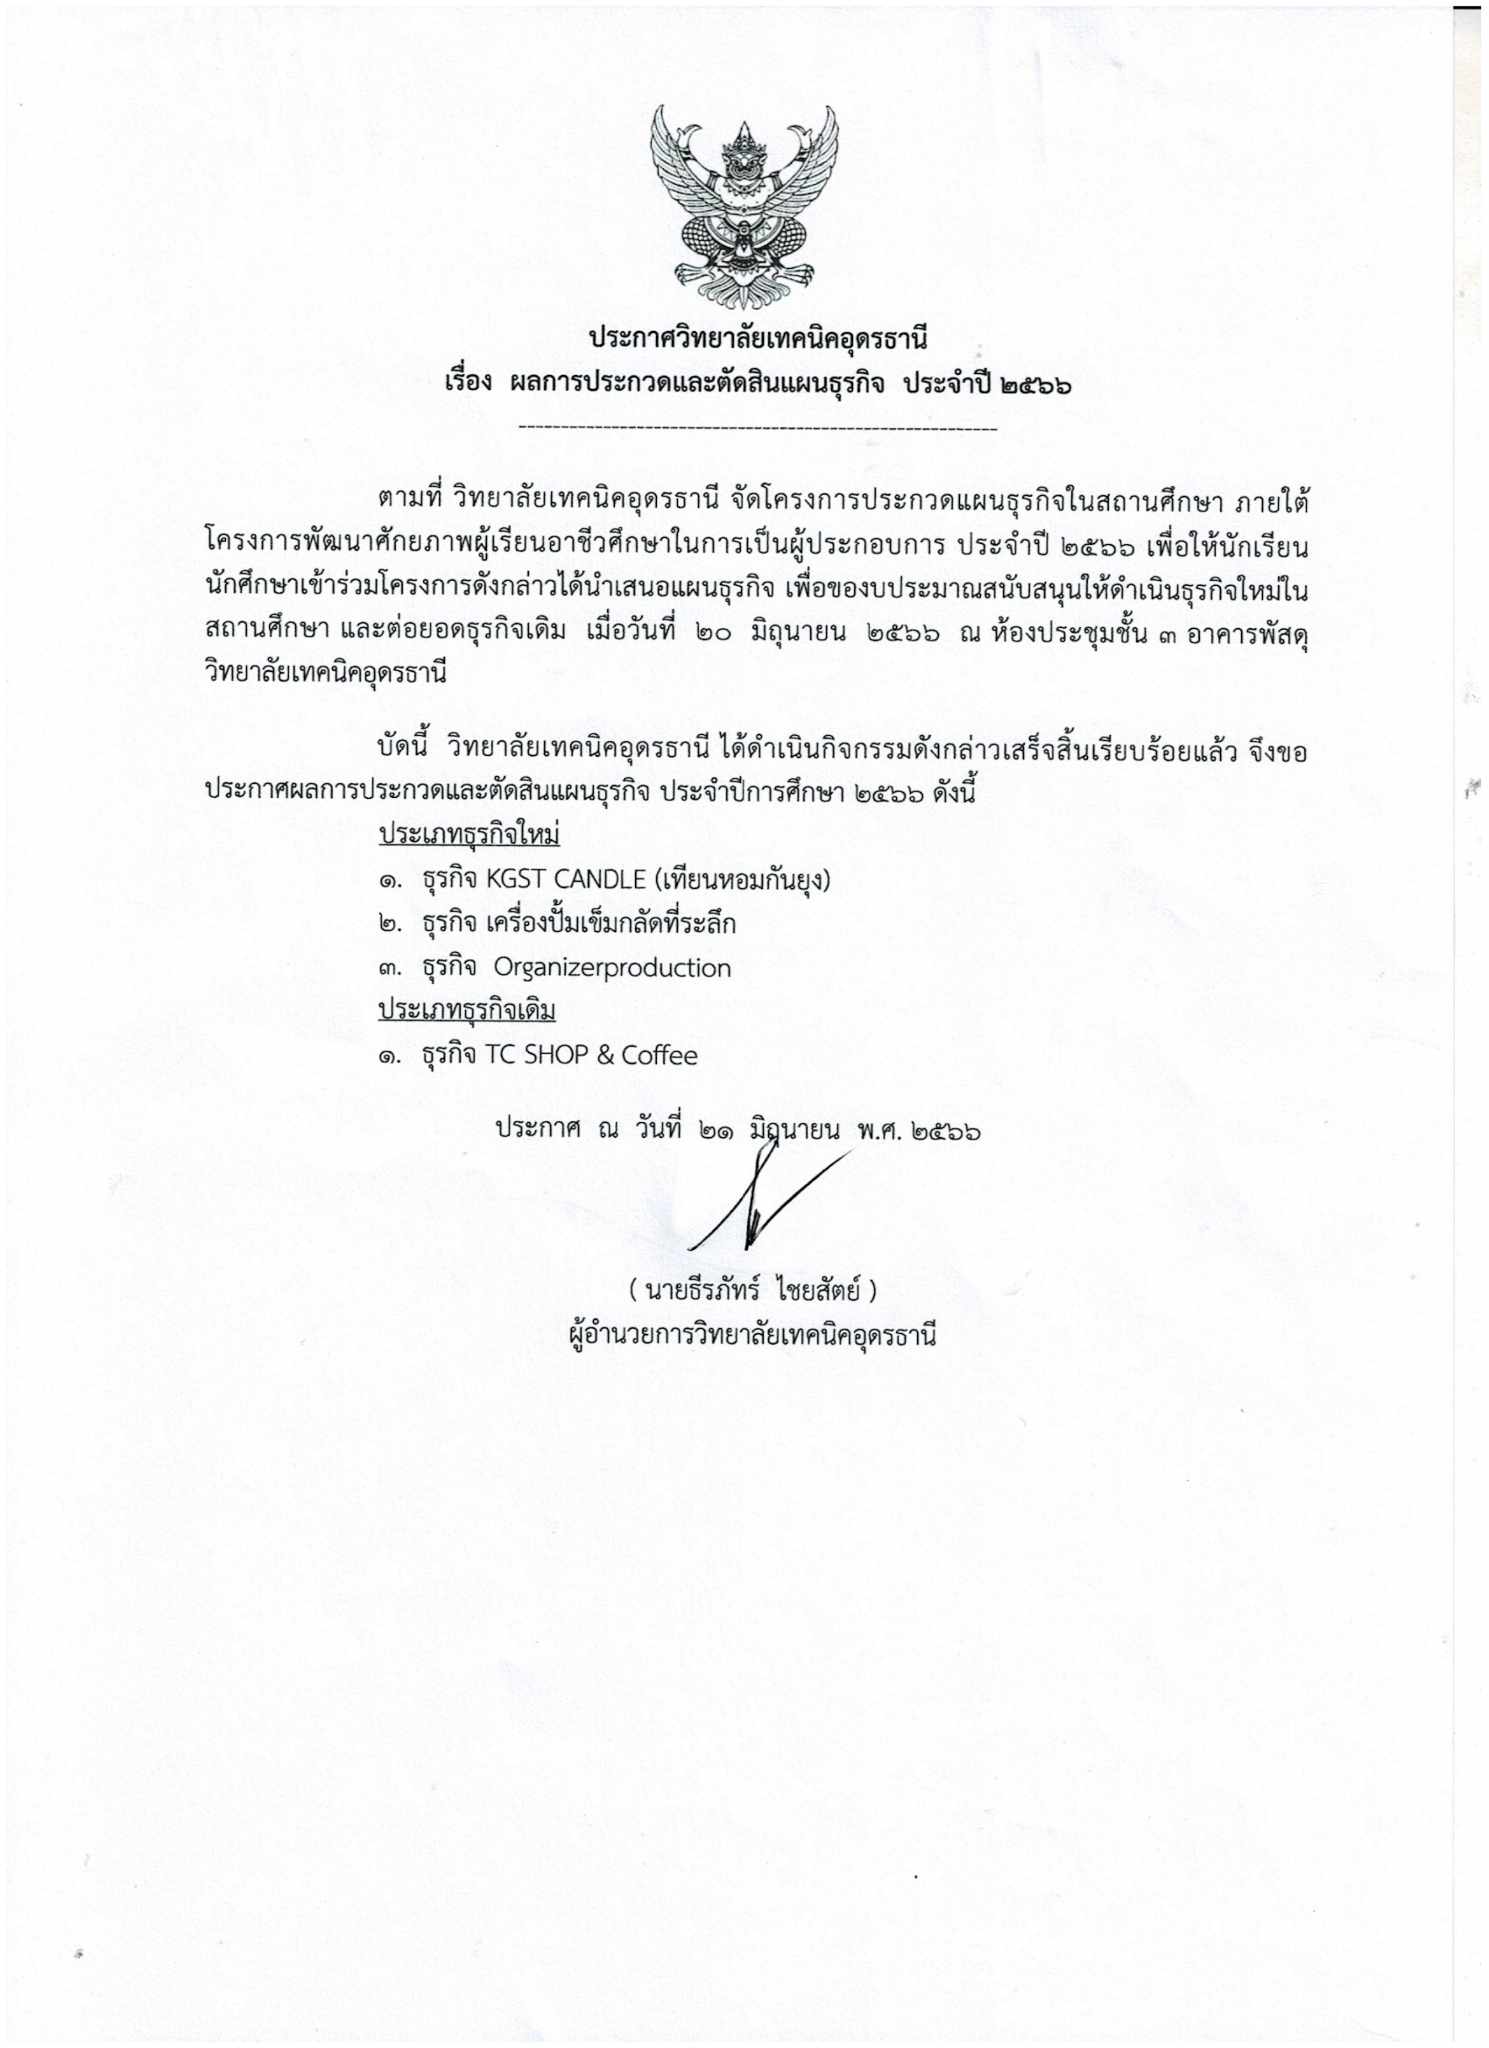 ประกาศวิทยาลัยเทคนิคอุดรธานี
เรื่อง ผลการประกวดและตัดสินแผนธุรกิจ ประจำปี ๒๕๖๖
---------------------------------------------------------
ตามที่ วิทยาลัยเทคนิคอุดรธานี จัดโครงการประกวดแผนธุรกิจในสถานศึกษา ภายใต้
โครงการพัฒนาศักยภาพผู้เรียนอาชีวศึกษาในการเป็นผู้ประกอบการ ประจำปี ๒๕๖๖ เพื่อให้นักเรียน
นักศึกษาเข้าร่วมโครงการดังกล่าวได้นำเสนอแผนธุรกิจ เพื่อของบประมาณสนับสนุนให้ดำเนินธุรกิจใหม่ใน
สถานศึกษา และต่อยอดธุรกิจเดิม เมื่อวันที่ ๒๐ มิถุนายน ๒๕๖๖ ณ ห้องประชุมชั้น ๓ อาคารพัสดุ
วิทยาลัยเทคนิคอุดรธานี
บัดนี้ วิทยาลัยเทคนิคอุดรธานี ได้ดำเนินกิจกรรมดังกล่าวเสร็จสิ้นเรียบร้อยแล้ว จึงขอ
ประกาศผลการประกวดและตัดสินแผนธุรกิจ ประจำปีการศึกษา ๒๕๖๖ ดังนี้
ประเภทธุรกิจใหม่
๑. ธุรกิจ KGST CANDLE (เทียนหอมกันยุง)
๒. ธุรกิจ เครื่องปั้มเข็มกลัดที่ระลึก
๓. ธุรกิจ Organizerproduction
ประเภทธุรกิจเดิม
๑. ธุรกิจ TC SHOP & Coffee
ประกาศ ณ วันที่ ๒๑ มิถุนายน พ.ศ. ๒๕๖๖
( นายธีรภัทร์ ไชยสัตย์ )
ผู้อำนวยการวิทยาลัยเทคนิคอุดรธานี